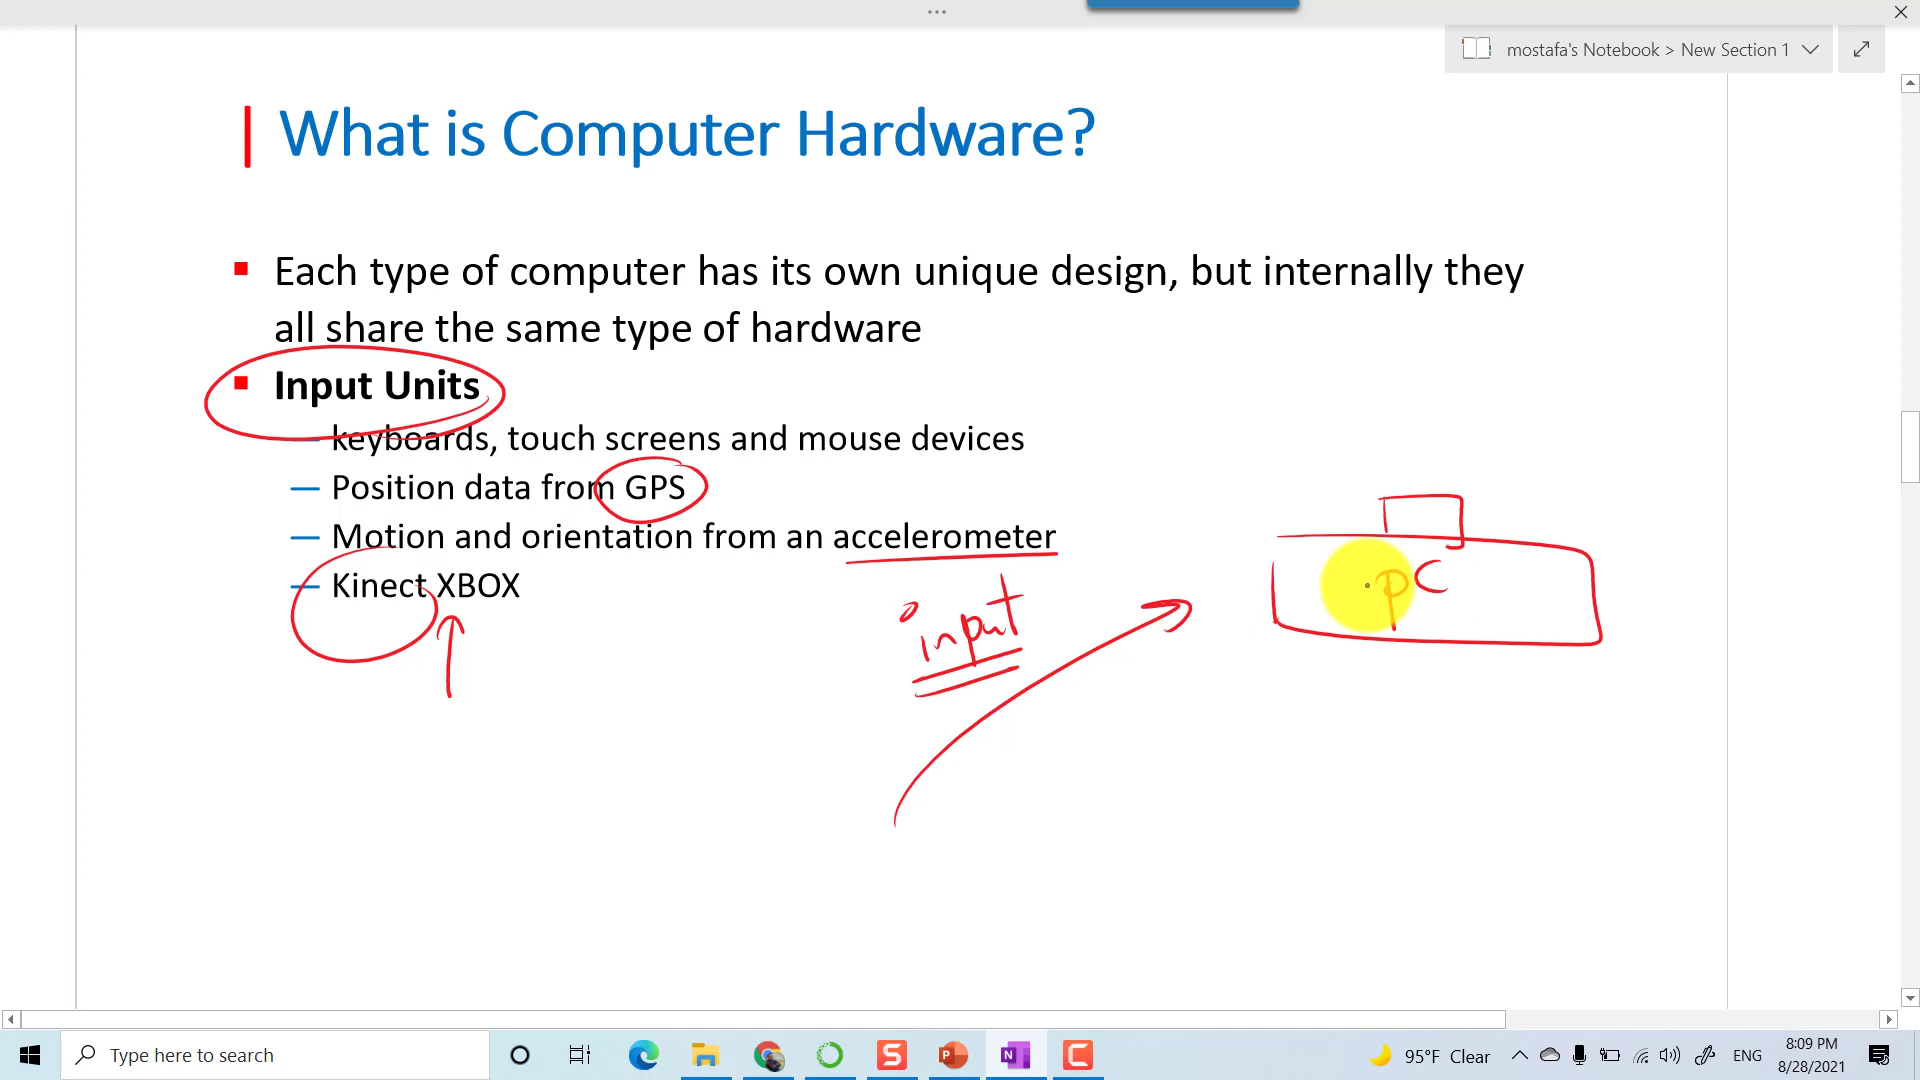 mostafa's Notebook > New Section 1
What is Computer Hardware?
Each type of computer has its own unique design, but internally they
all share the same type of hardware
Input Units
keyboards, touch screens and mouse devices
Position data from GPS
Motion and orientation from an accelerometer
Kinect XBOX
input
PC
Type here to search
95°F Clear
ENG
8:09 PM
8/28/2021